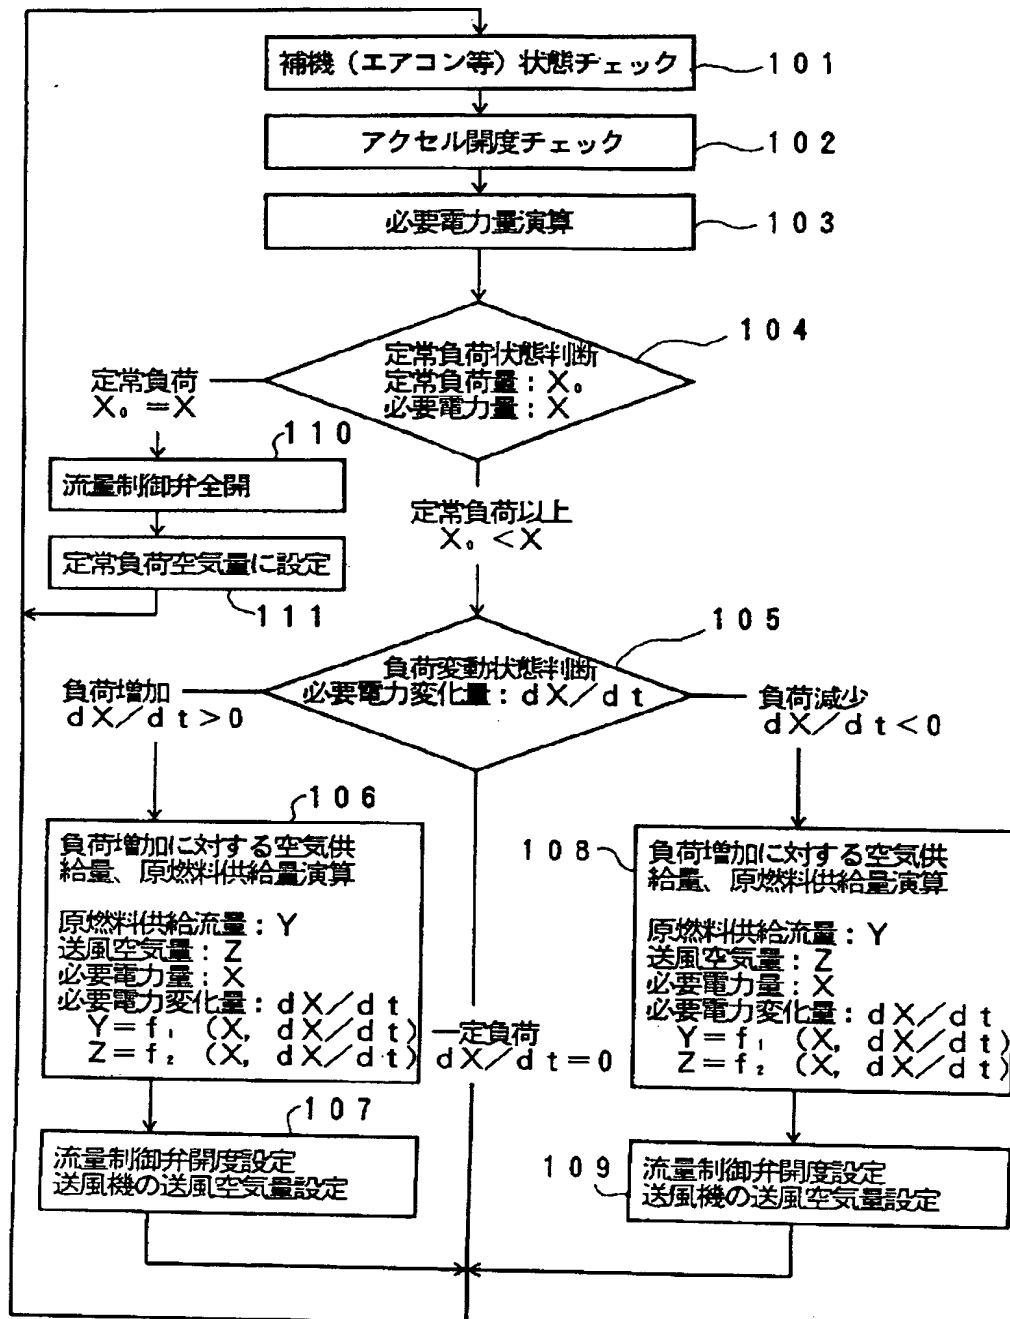 補機（エアコン等）状態チェック
101
アクセル開度チェック
102
必要電力量演算
103
104
定常負荷状態判断
定常負荷量：X₀
必要電力量：X
定常負荷
X₀＝X
110
流量制御弁全開
定常負荷空気量に設定
111
定常負荷以上
X₀＜X
105
負荷変動状態判断
必要電力変化量：dX／dt
負荷増加
dX／dt＞0
負荷減少
dX／dt＜0
106
負荷増加に対する空気供
給量、原燃料供給量演算
原燃料供給流量：Y
送風空気量：Z
必要電力量：X
必要電力変化量：dX／dt
Y＝f₁（X，dX／dt）
Z＝f₂（X，dX／dt）
一定負荷
dX／dt＝0
108
負荷増加に対する空気供
給量、原燃料供給量演算
原燃料供給流量：Y
送風空気量：Z
必要電力量：X
必要電力変化量：dX／dt
Y＝f₁（X，dX／dt）
Z＝f₂（X，dX／dt）
107
流量制御弁開度設定
送風機の送風空気量設定
109
流量制御弁開度設定
送風機の送風空気量設定